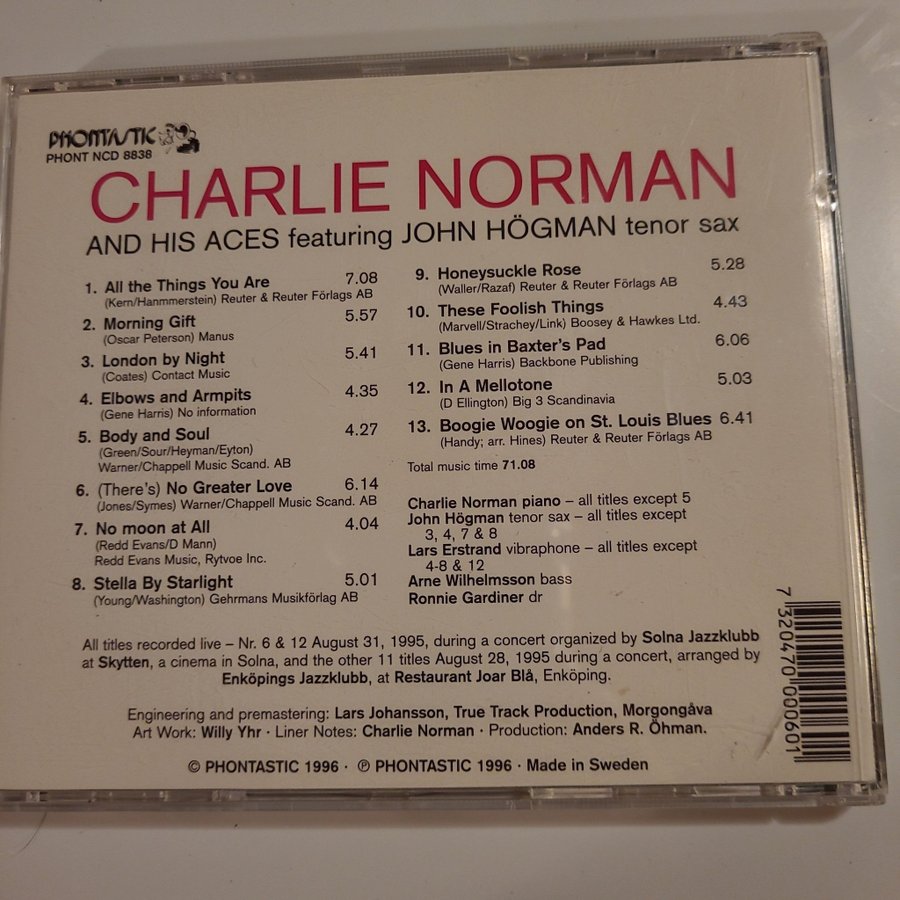 PHONTASTIC
PHONT NCD 8838
CHARLIE NORMAN
AND HIS ACES featuring JOHN HÖGMAN tenor sax
1. All the Things You Are 7.08
(Kern/Hanmmerstein) Reuter & Reuter Förlags AB
2. Morning Gift 5.57
(Oscar Peterson) Manus
3. London by Night 5.41
(Coates) Contact Music
4. Elbows and Armpits 4.35
(Gene Harris) No information
5. Body and Soul 4.27
(Green/Sour/Heyman/Eyton)
Warner/Chappell Music Scand. AB
6. (There's) No Greater Love 6.14
(Jones/Symes) Warner/Chappell Music Scand. AB
7. No moon at All 4.04
(Redd Evans/D Mann)
Redd Evans Music, Rytvoe Inc.
8. Stella By Starlight 5.01
(Young/Washington) Gehrmans Musikförlag AB
9. Honeysuckle Rose 5.28
(Waller/Razaf) Reuter & Reuter Förlags AB
10. These Foolish Things 4.43
(Marvell/Strachey/Link) Boosey & Hawkes Ltd.
11. Blues in Baxter's Pad 6.06
(Gene Harris) Backbone Publishing
12. In A Mellotone 5.03
(D Ellington) Big 3 Scandinavia
13. Boogie Woogie on St. Louis Blues 6.41
(Handy; arr. Hines) Reuter & Reuter Förlags AB
Total music time 71.08
Charlie Norman piano – all titles except 5
John Högman tenor sax – all titles except
3, 4, 7 & 8
Lars Erstrand vibraphone – all titles except
4-8 & 12
Arne Wilhelmsson bass
Ronnie Gardiner dr
All titles recorded live – Nr. 6 & 12 August 31, 1995, during a concert organized by Solna Jazzklubb
at Skytten, a cinema in Solna, and the other 11 titles August 28, 1995 during a concert, arranged by
Enköpings Jazzklubb, at Restaurant Joar Blå, Enköping.
Engineering and premastering: Lars Johansson, True Track Production, Morgongåva
Art Work: Willy Yhr · Liner Notes: Charlie Norman · Production: Anders R. Öhman.
© PHONTASTIC 1996 · ℗ PHONTASTIC 1996 · Made in Sweden
7 320470 000601